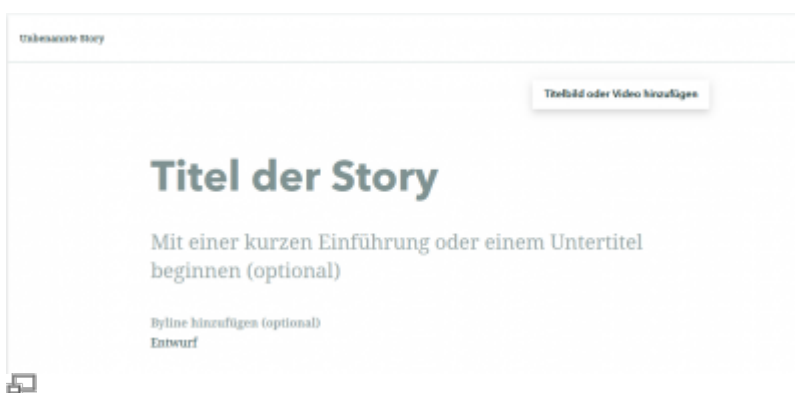 Unbenannte Story
Titelbild oder Video hinzufügen
Titel der Story
Mit einer kurzen Einführung oder einem Untertitel
beginnen (optional)
Byline hinzufügen (optional)
Entwurf